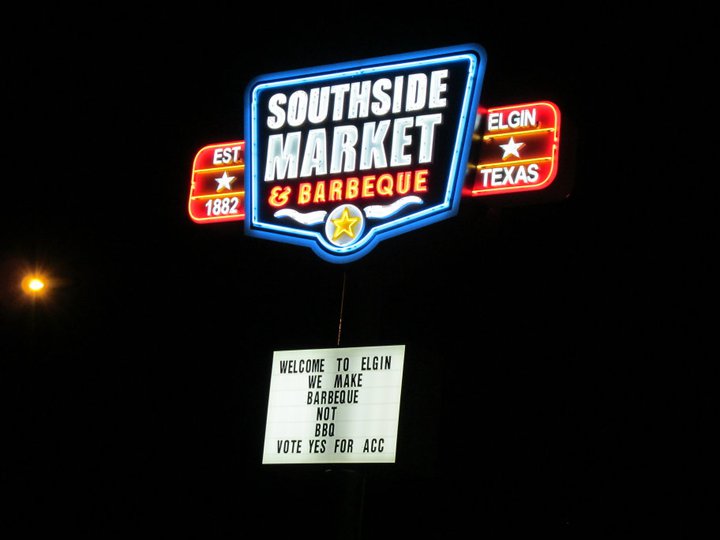 SOUTHSIDE
MARKET
& BARBEQUE
EST
1882
ELGIN
TEXAS
WELCOME TO ELGIN
WE MAKE
BARBEQUE
NOT
BBQ
VOTE YES FOR ACC